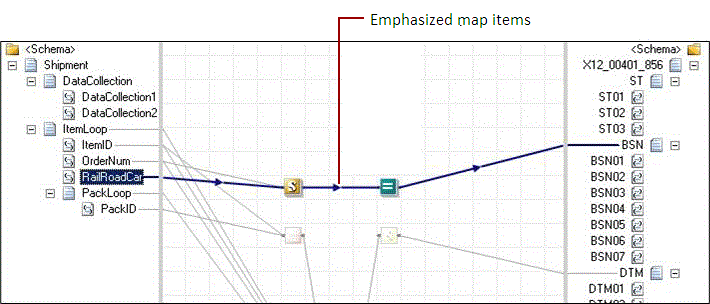 Emphasized map items
<Schema>
Shipment
DataCollection
DataCollection1
DataCollection2
ItemLoop
ItemID
OrderNum
RailRoadCar
PackLoop
PackID
<Schema>
X12_00401_856
ST
ST01
ST02
ST03
BSN
BSN01
BSN02
BSN03
BSN04
BSN05
BSN06
BSN07
DTM
DTM01